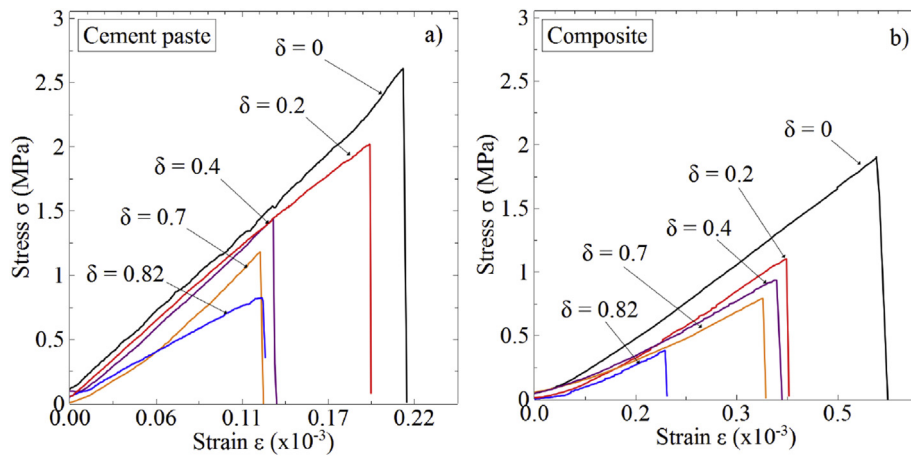 Cement paste
a)
δ = 0
δ = 0.2
δ = 0.4
δ = 0.7
δ = 0.82
3
2.5
2
1.5
1
0.5
0
0.00
0.06
0.11
0.17
0.23
Stress σ (MPa)
Strain ε (x10⁻³)
Composite
b)
δ = 0
δ = 0.2
δ = 0.4
δ = 0.7
δ = 0.82
3
2.5
2
1.5
1
0.5
0
0.0
0.2
0.3
0.5
Stress σ (MPa)
Strain ε (x10⁻³)